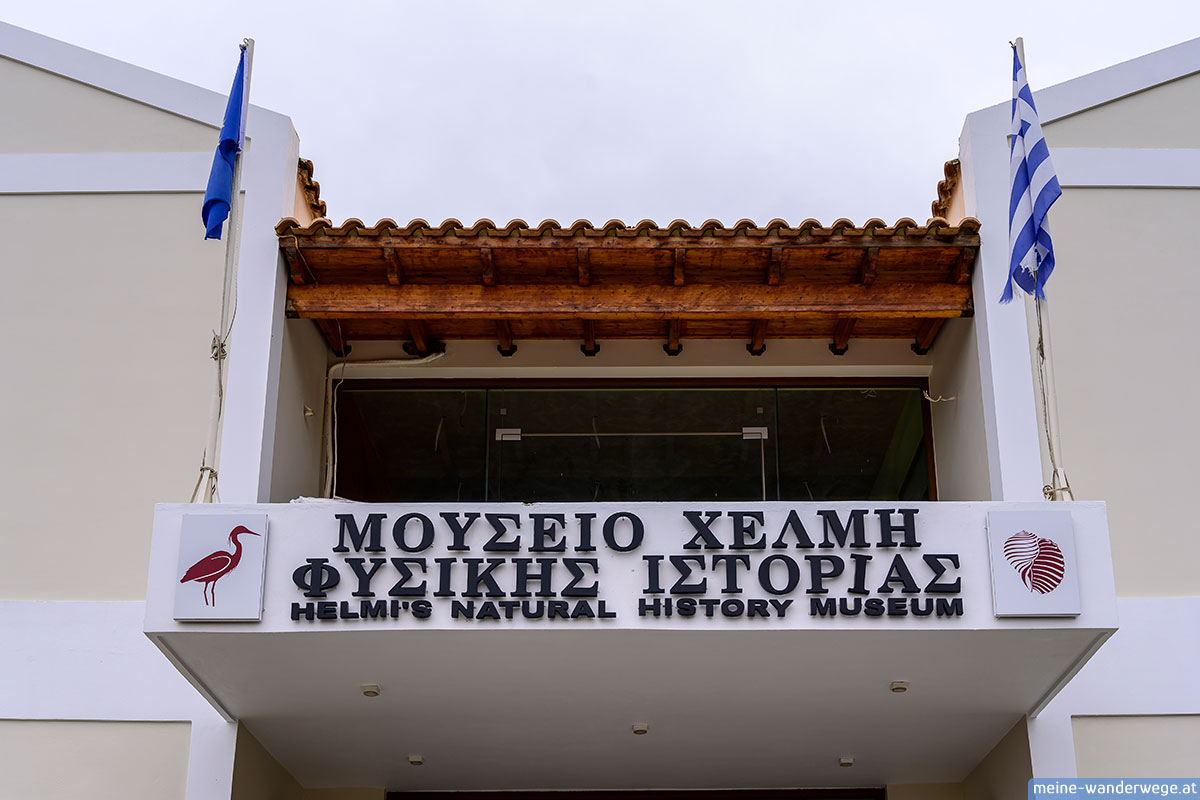 ΜΟΥΣΕΙΟ ΧΕΛΜΗ
ΦΥΣΙΚΗΣ ΙΣΤΟΡΙΑΣ
HELMI'S NATURAL HISTORY MUSEUM
meine-wanderwege.at